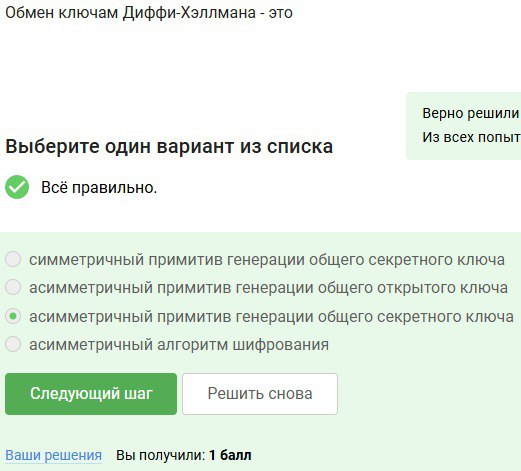 Обмен ключам Диффи-Хэллмана - это
Верно решили
Из всех попыт
Выберите один вариант из списка
Всё правильно.
симметричный примитив генерации общего секретного ключа
асимметричный примитив генерации общего открытого ключа
асимметричный примитив генерации общего секретного ключа
асимметричный алгоритм шифрования
Следующий шаг Решить снова
Ваши решения Вы получили: 1 балл